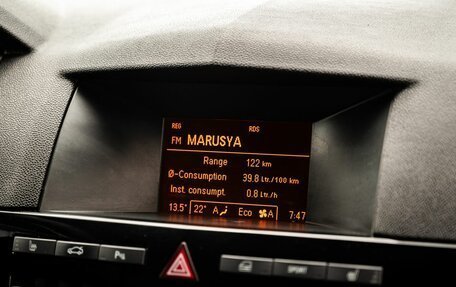 REG RDS
FM MARUSYA
Range 122 km
Ø-Consumption 39.8 Ltr./100 km
Inst. consumpt. 0.8 Ltr./h
13.5° 22° A Eco A 7:47
SPORT